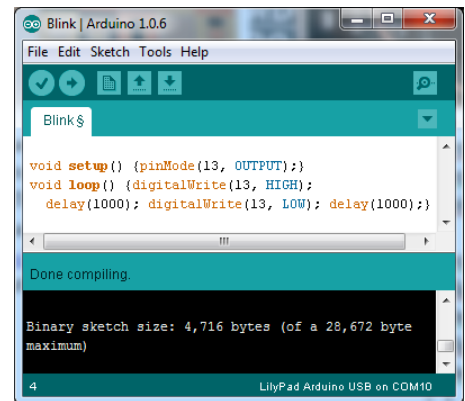 Blink | Arduino 1.0.6
File Edit Sketch Tools Help
Blink §
void setup() {pinMode(13, OUTPUT);}
void loop() {digitalWrite(13, HIGH);
delay(1000); digitalWrite(13, LOW); delay(1000);}
Done compiling.
Binary sketch size: 4,716 bytes (of a 28,672 byte
maximum)
4 LilyPad Arduino USB on COM10